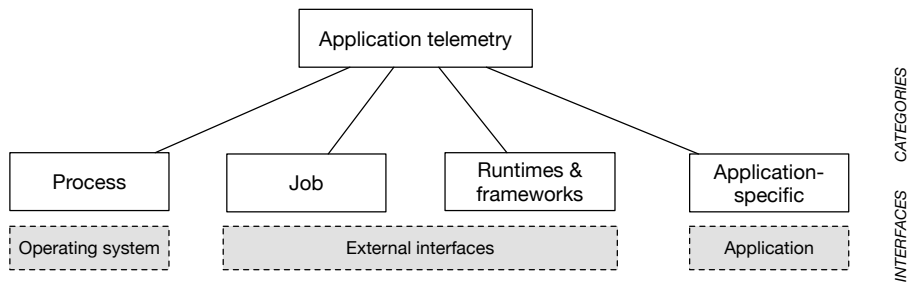 Application telemetry
CATEGORIES
Process
Job
Runtimes &
frameworks
Application-
specific
INTERFACES
Operating system
External interfaces
Application